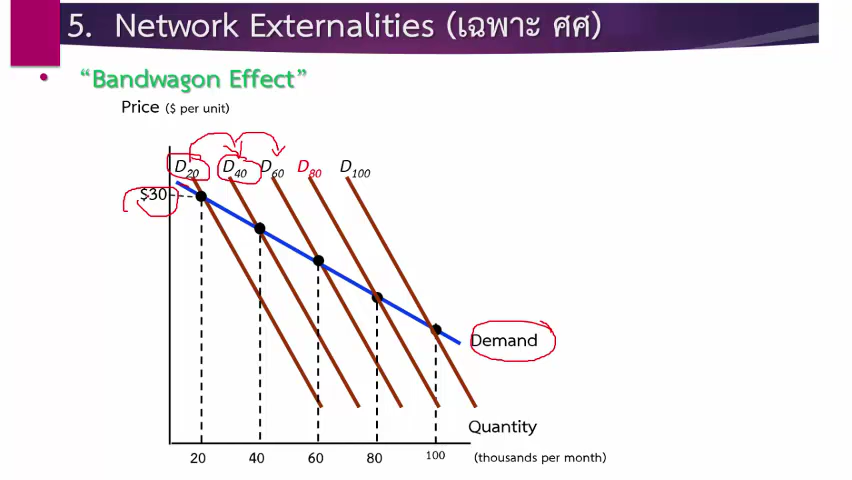 5. Network Externalities (เฉพาะ ศศ)
• “Bandwagon Effect”
Price ($ per unit)
D20 D40 D60 D80 D100
$30
Demand
Quantity
20 40 60 80 100 (thousands per month)